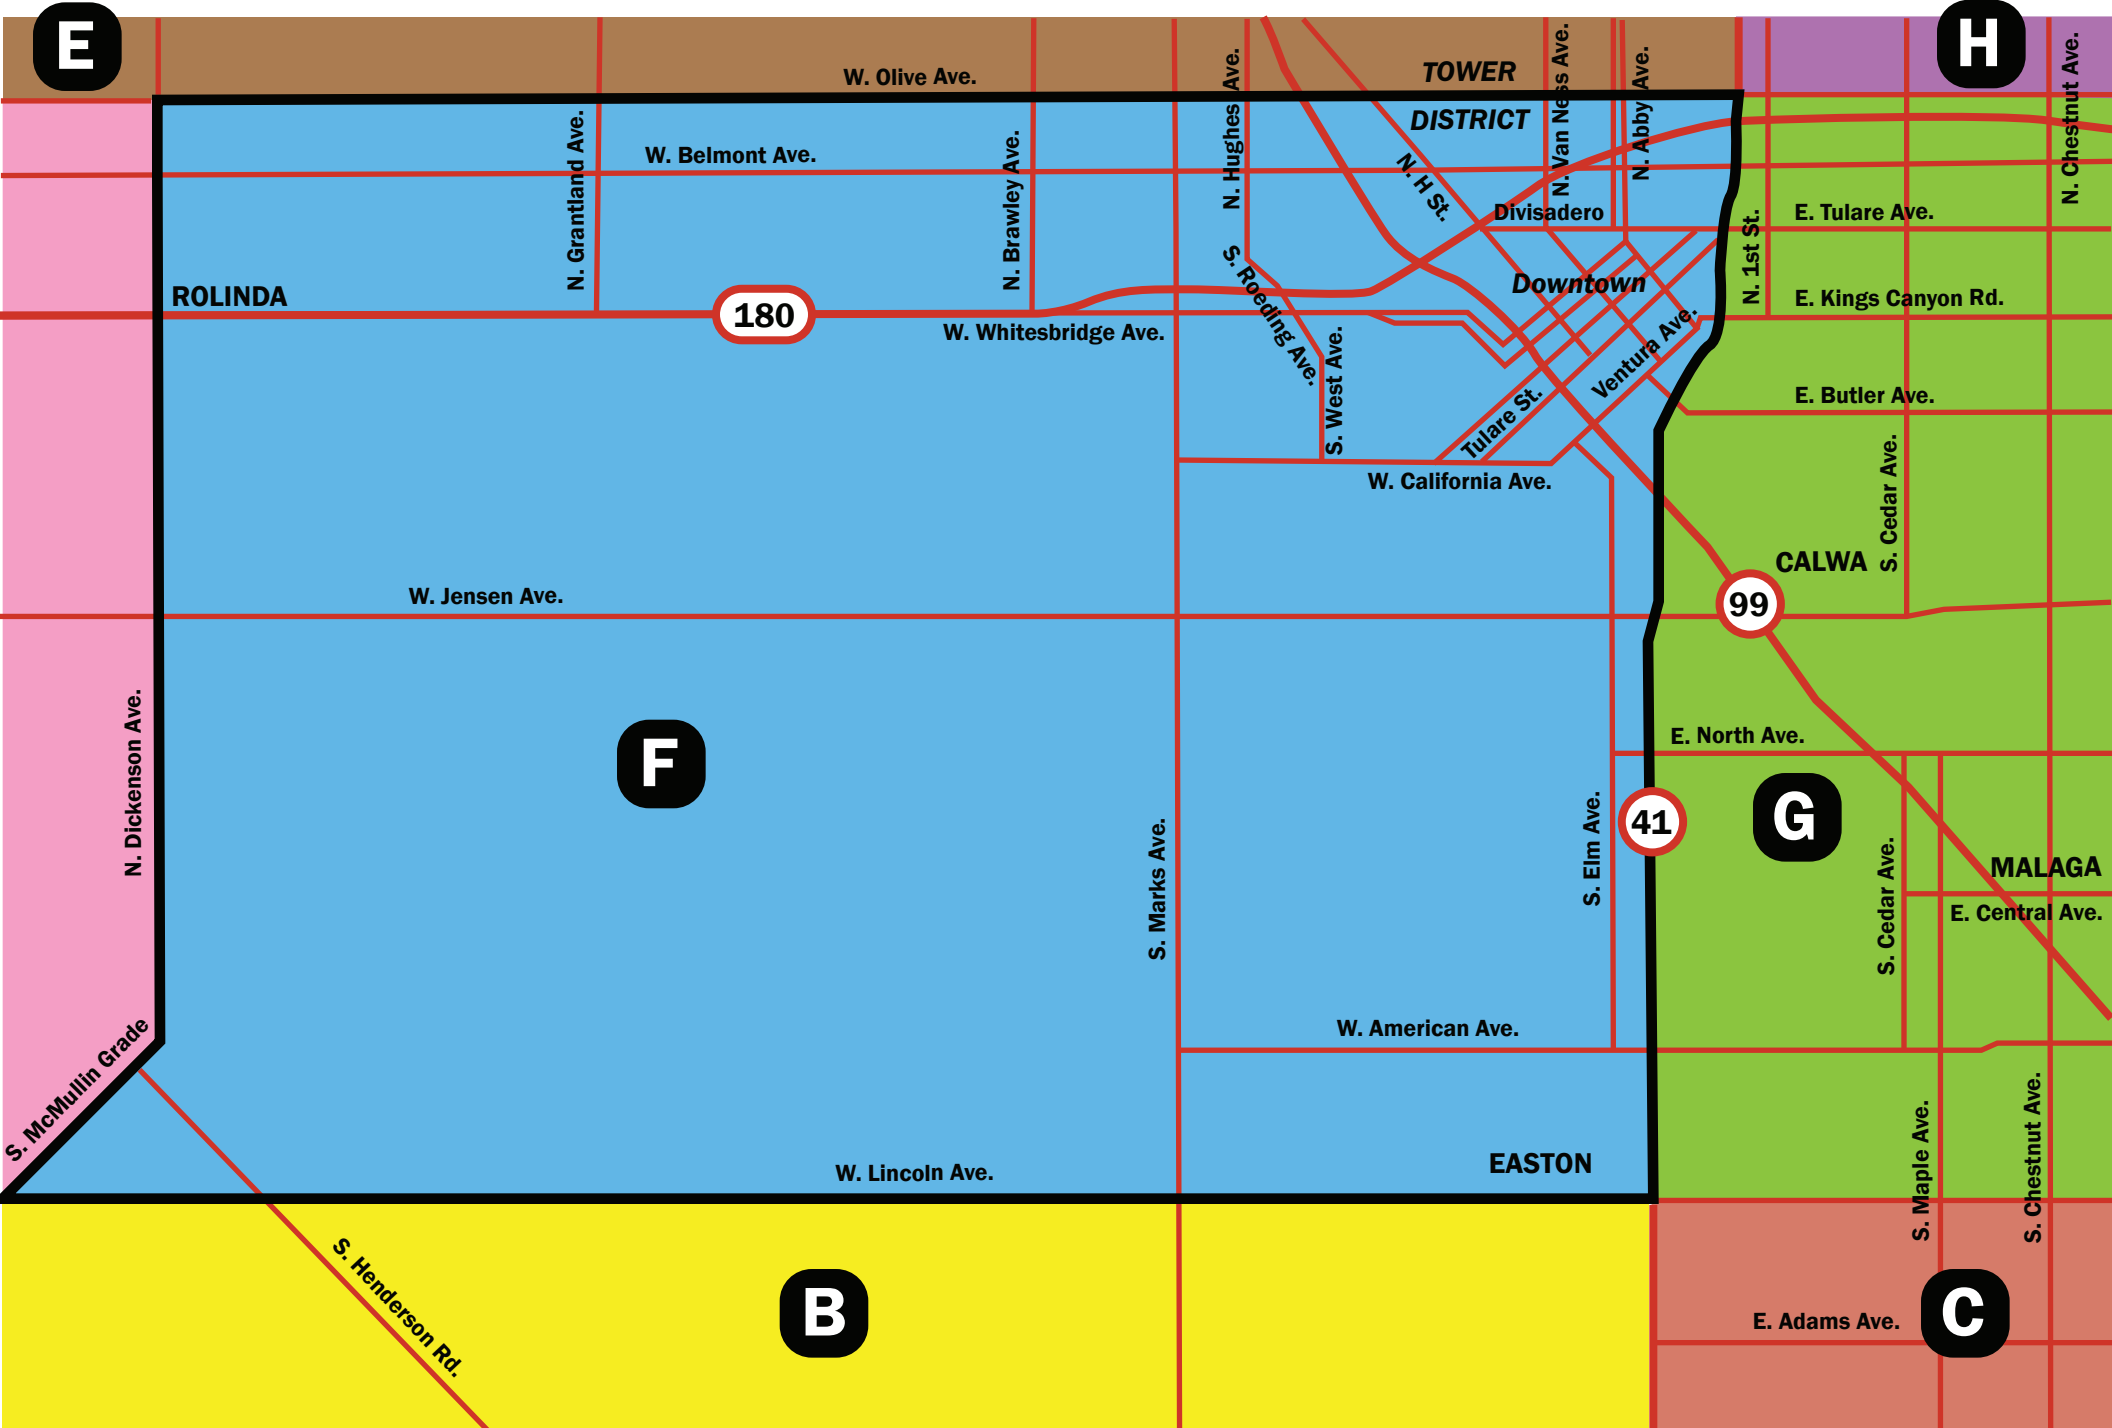 E
H
W. Olive Ave.
TOWER
DISTRICT
N. Hughes Ave.
N. Van Ness Ave.
N. Abby Ave.
N. Chestnut Ave.
N. Grantland Ave.
W. Belmont Ave.
N. Brawley Ave.
N. H St.
Divisadero
E. Tulare Ave.
N. 1st St.
ROLINDA
180
W. Whitesbridge Ave.
S. Roeding Ave.
Downtown
E. Kings Canyon Rd.
S. West Ave.
Ventura Ave.
Tulare St.
E. Butler Ave.
W. California Ave.
S. Cedar Ave.
CALWA
W. Jensen Ave.
99
N. Dickenson Ave.
F
E. North Ave.
S. Marks Ave.
S. Elm Ave.
41
G
S. Cedar Ave.
MALAGA
E. Central Ave.
S. McMullin Grade
W. American Ave.
W. Lincoln Ave.
EASTON
S. Maple Ave.
S. Chestnut Ave.
S. Henderson Rd.
B
E. Adams Ave.
C